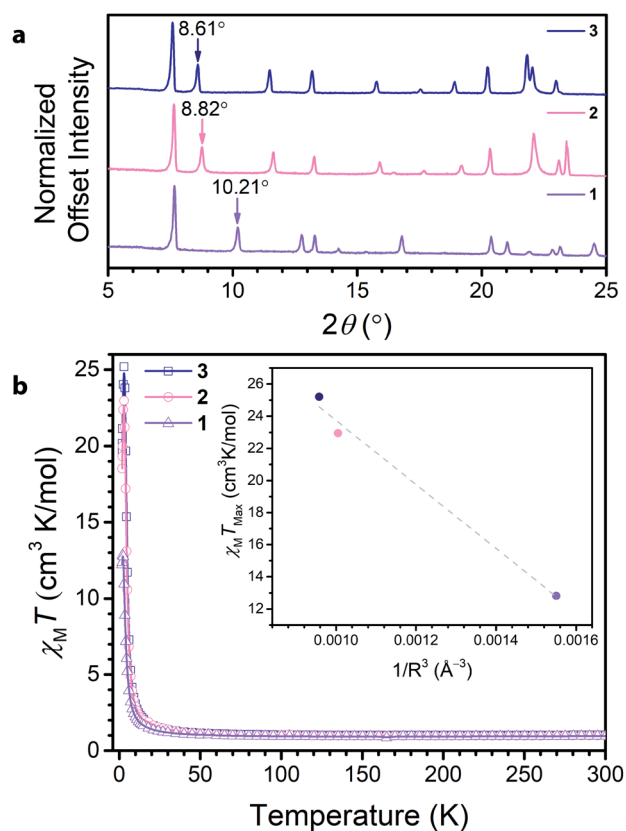 a
8.61°
3
8.82°
2
10.21°
1
Normalized
Offset Intensity
5 10 15 20 25
2θ (°)
b
25
20
15
10
5
0
3
2
1
χMT (cm³ K/mol)
0 50 100 150 200 250 300
Temperature (K)
26
24
22
20
18
16
14
12
χMTMax (cm³K/mol)
0.0010 0.0012 0.0014 0.0016
1/R³ (Å⁻³)